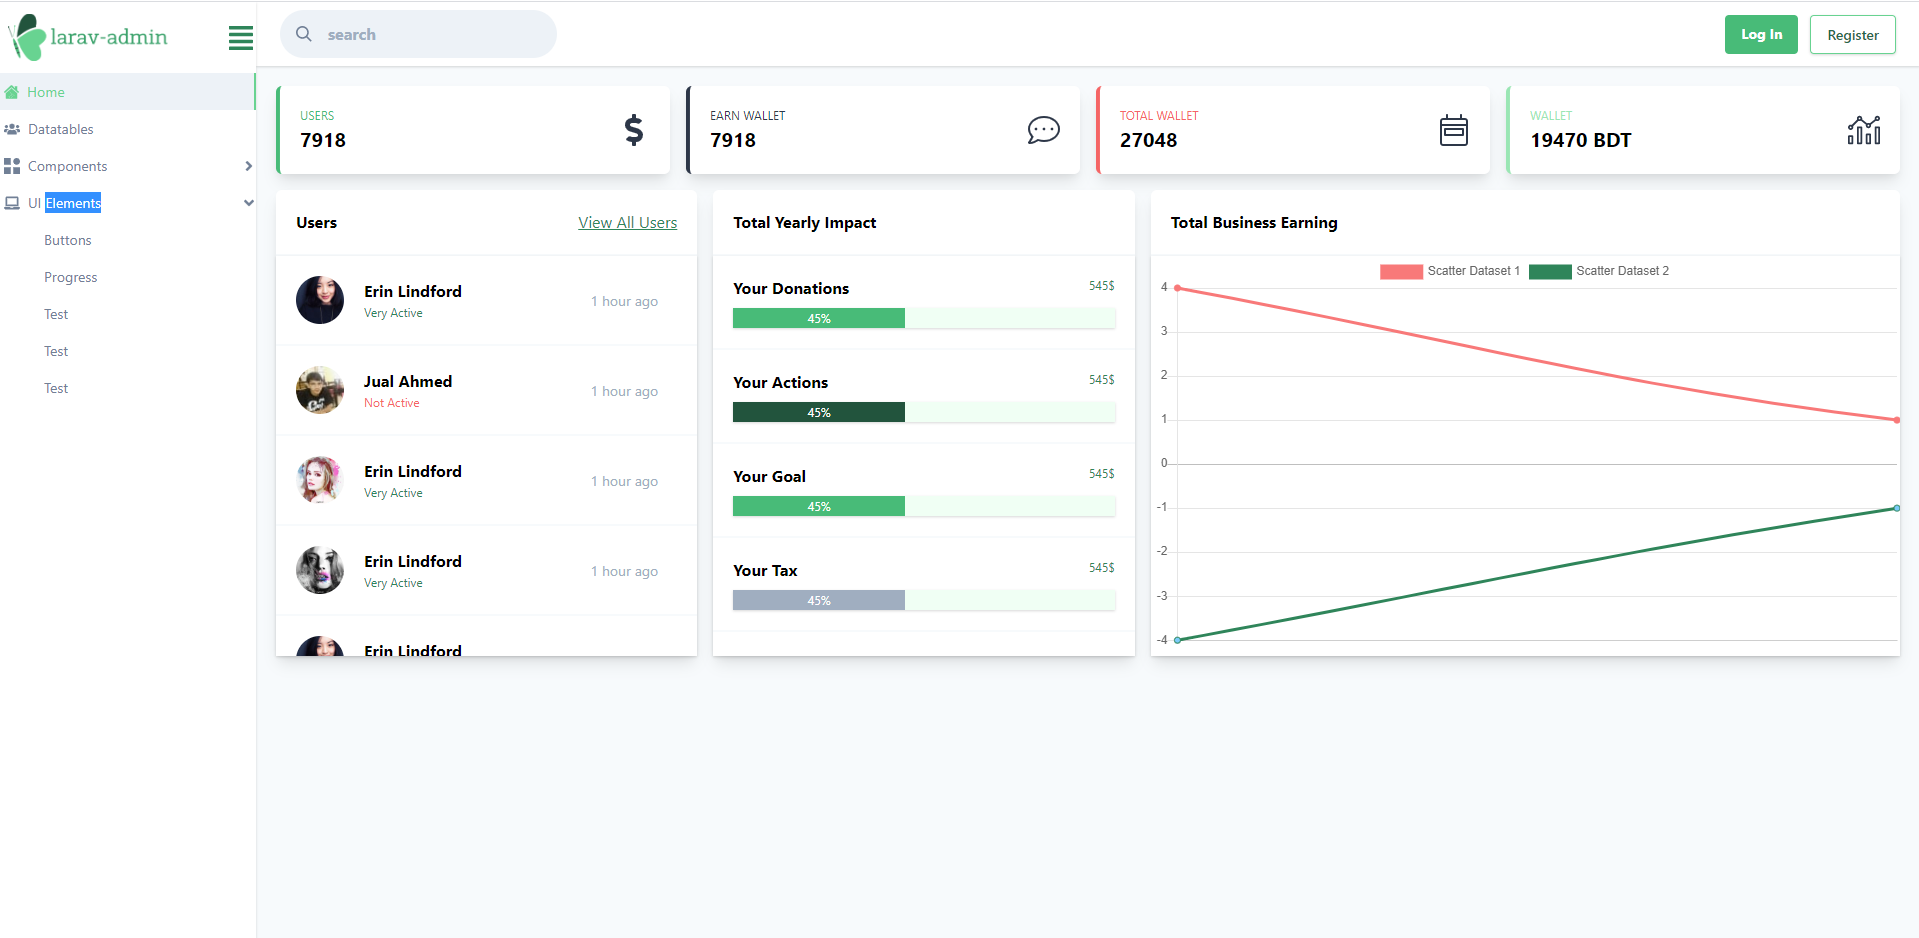 larav-admin
search
Log In
Register
Home
Datatables
Components
UI Elements
Buttons
Progress
Test
Test
Test
USERS
7918
EARN WALLET
7918
TOTAL WALLET
27048
WALLET
19470 BDT
Users
View All Users
Erin Lindford
Very Active
1 hour ago
Jual Ahmed
Not Active
1 hour ago
Erin Lindford
Very Active
1 hour ago
Erin Lindford
Very Active
1 hour ago
Erin Lindford
Total Yearly Impact
Your Donations
545$
45%
Your Actions
545$
45%
Your Goal
545$
45%
Your Tax
545$
45%
Total Business Earning
Scatter Dataset 1
Scatter Dataset 2
4
3
2
1
0
-1
-2
-3
-4